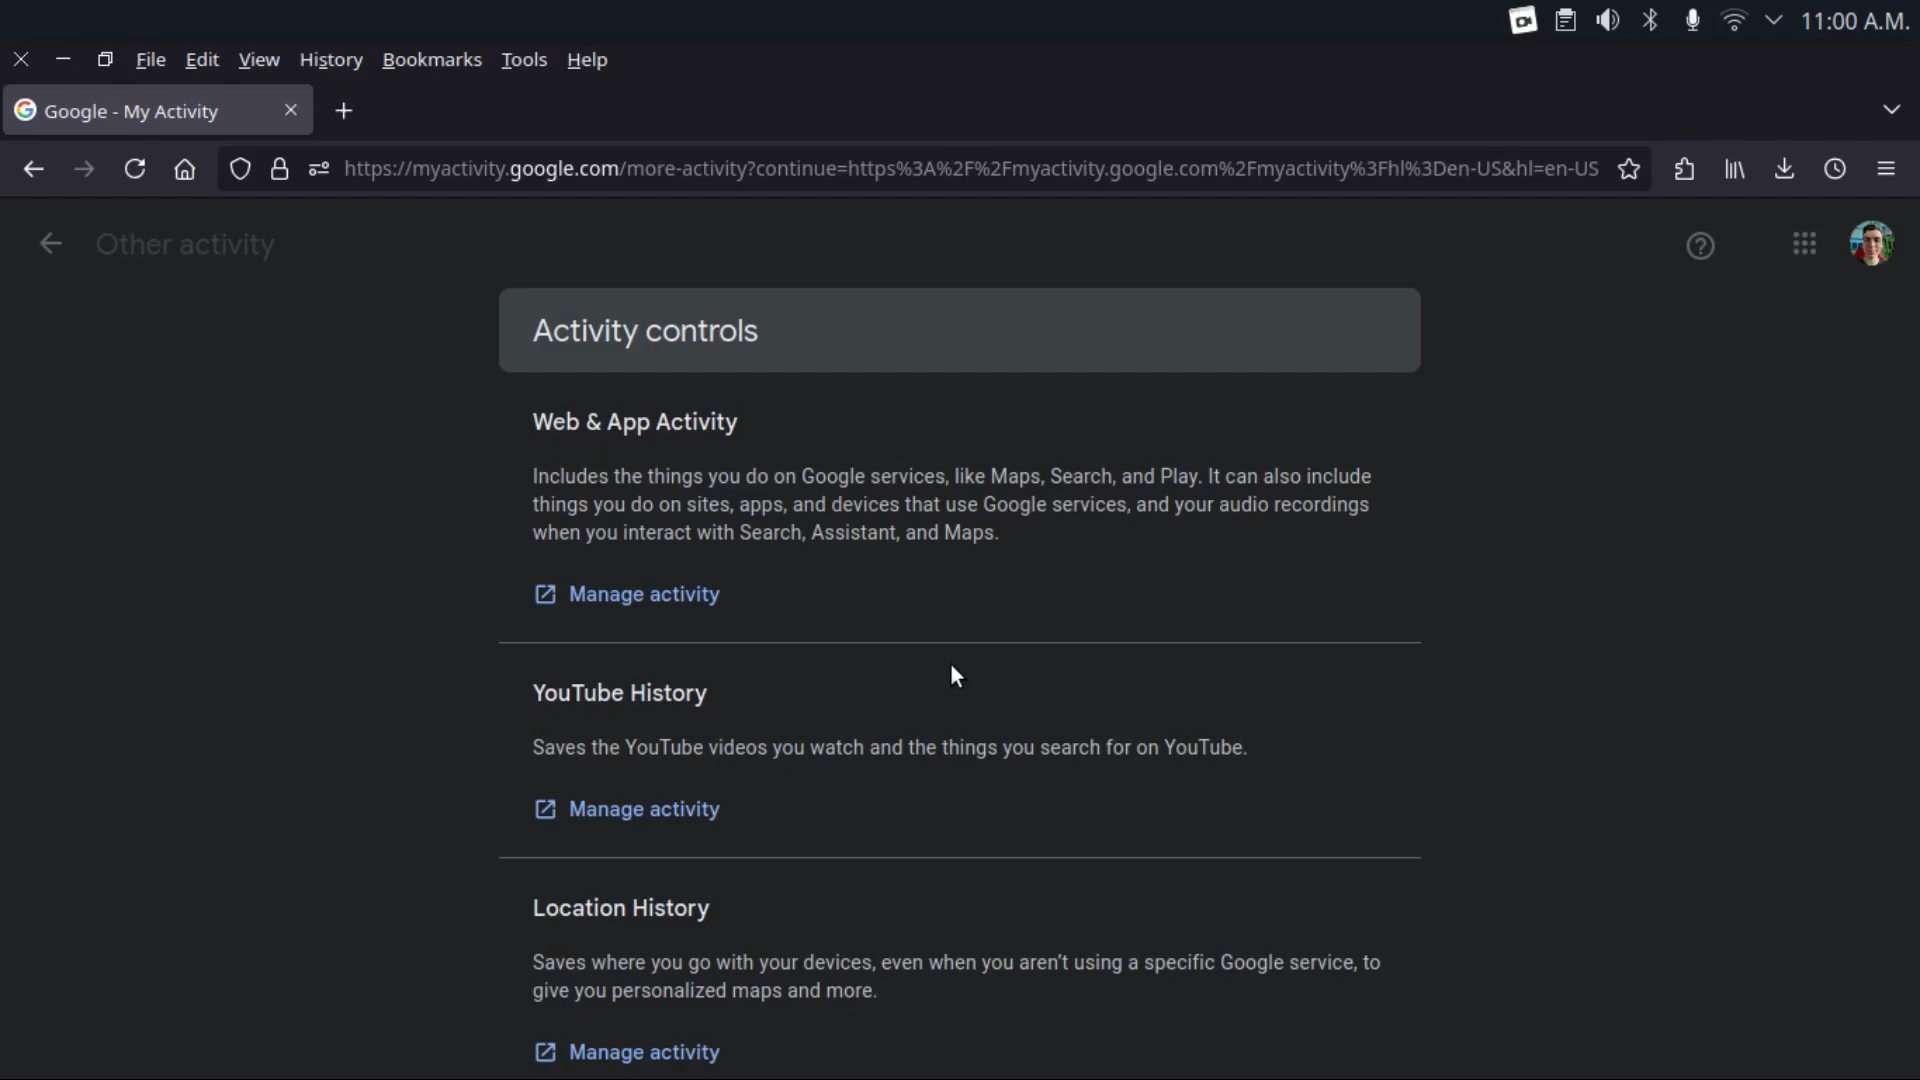 11:00 A.M.
File Edit View History Bookmarks Tools Help
Google - My Activity
https://myactivity.google.com/more-activity?continue=https%3A%2F%2Fmyactivity.google.com%2Fmyactivity%3Fhl%3Den-US&hl=en-US
Other activity
Activity controls
Web & App Activity
Includes the things you do on Google services, like Maps, Search, and Play. It can also include
things you do on sites, apps, and devices that use Google services, and your audio recordings
when you interact with Search, Assistant, and Maps.
Manage activity
YouTube History
Saves the YouTube videos you watch and the things you search for on YouTube.
Manage activity
Location History
Saves where you go with your devices, even when you aren't using a specific Google service, to
give you personalized maps and more.
Manage activity